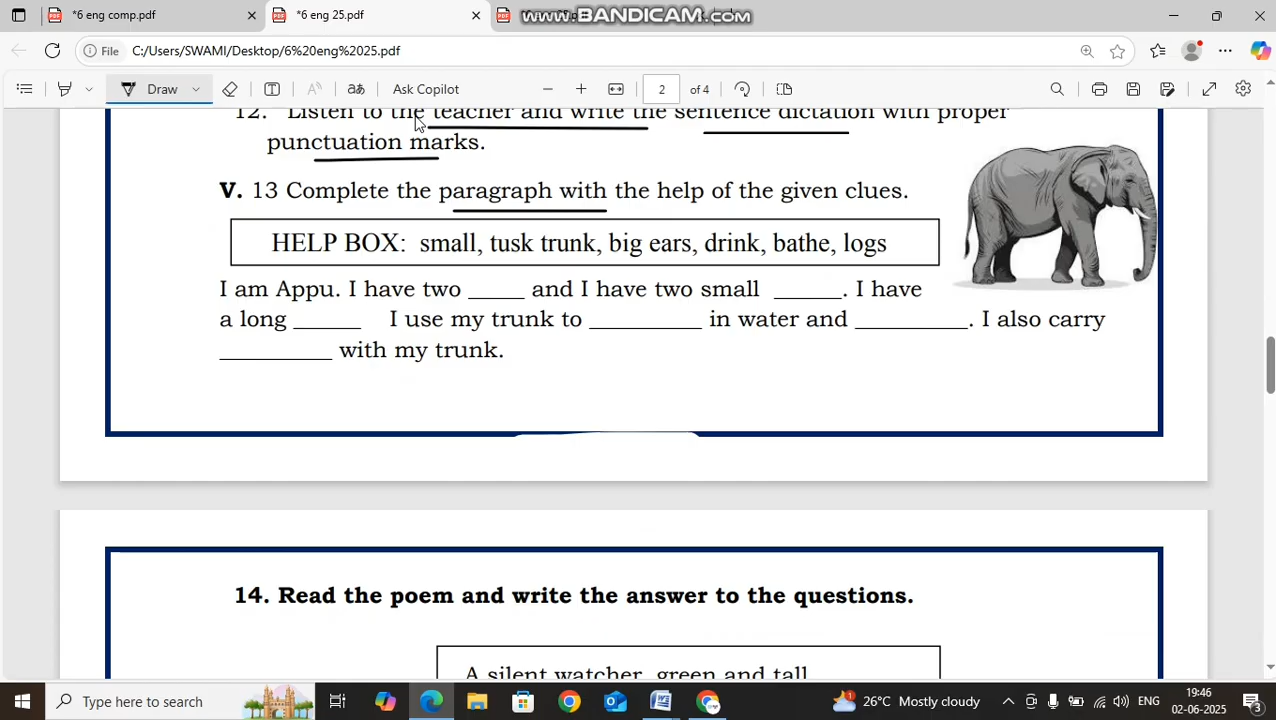 *6 eng comp.pdf
*6 eng 25.pdf
www.BANDICAM.com
File
C:/Users/SWAMI/Desktop/6%20eng%2025.pdf
Draw
aあ
Ask Copilot
2
of 4
12. Listen to the teacher and write the sentence dictation with proper
punctuation marks.
V. 13 Complete the paragraph with the help of the given clues.
HELP BOX: small, tusk trunk, big ears, drink, bathe, logs
I am Appu. I have two _____ and I have two small ______. I have
a long ______ I use my trunk to __________ in water and __________. I also carry
__________ with my trunk.
14. Read the poem and write the answer to the questions.
A silent watcher, green and tall
Type here to search
1
26°C Mostly cloudy
ENG
19:46
02-06-2025
3